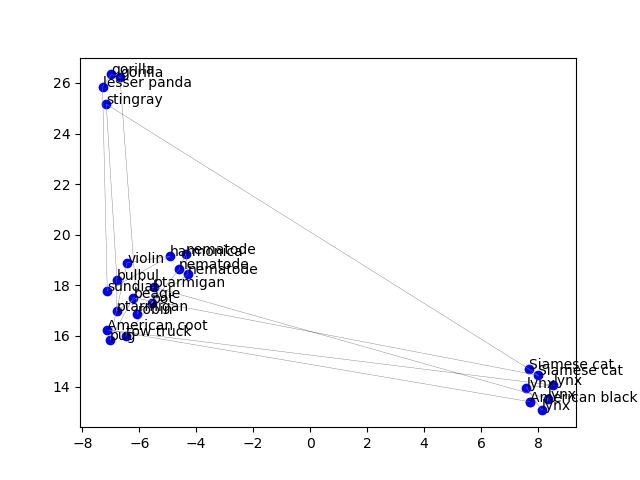 gorilla
gorilla
lesser panda
stingray
violin
harmonica
nematode
nematode
nematode
bulbul
sundial
ptarmigan
beagle
ptarmigan
robin
American coot
tow truck
pug
Siamese cat
Siamese cat
lynx
lynx
lynx
American black
lynx
26
24
22
20
18
16
14
−8
−6
−4
−2
0
2
4
6
8